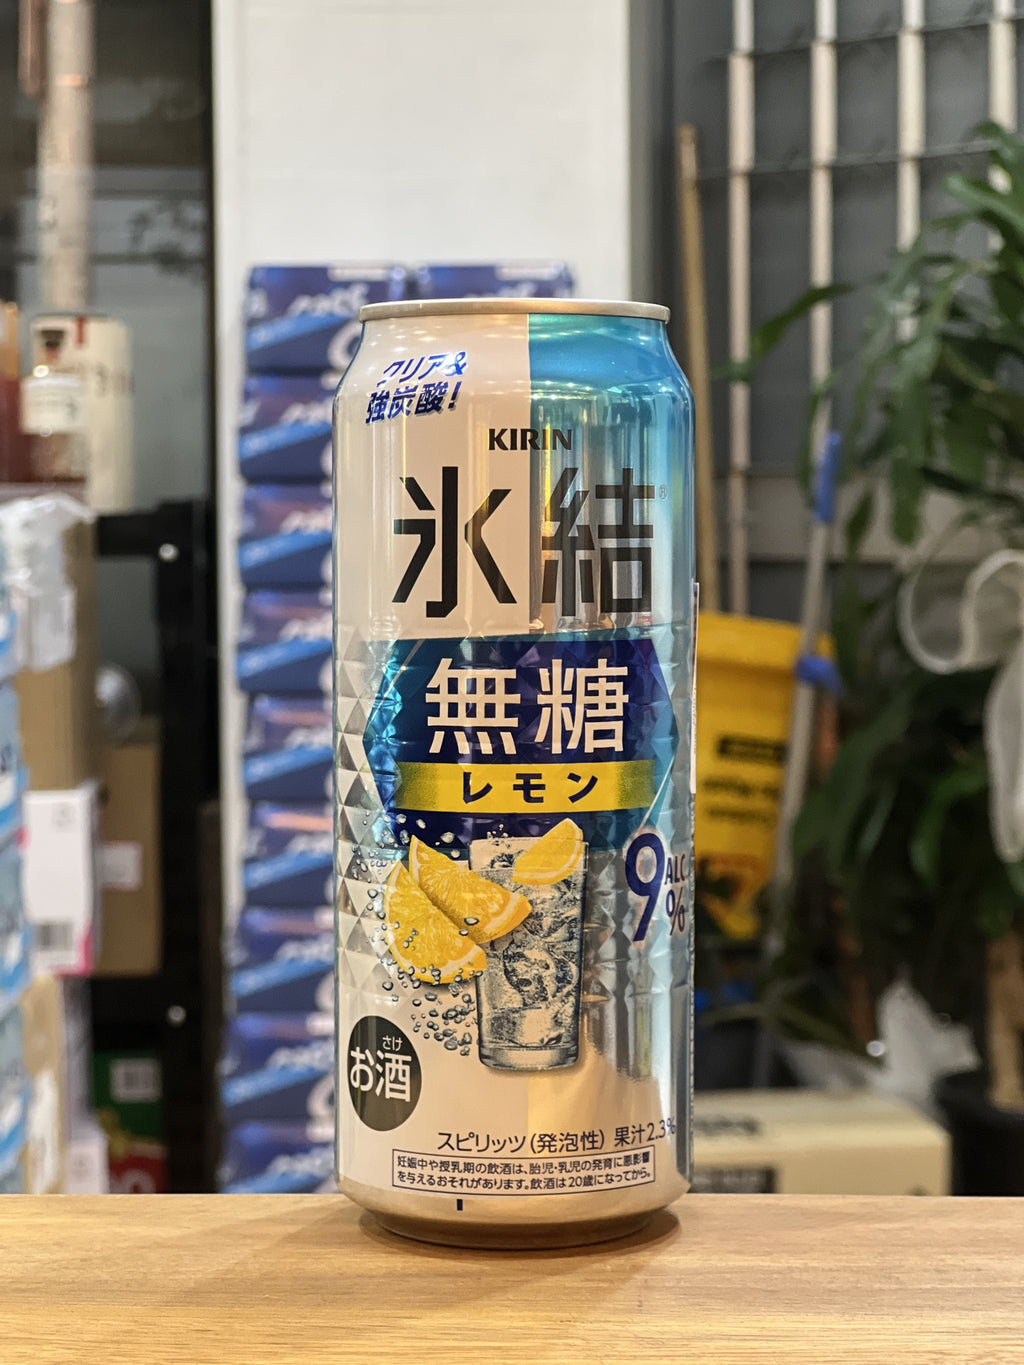 クリア&
強炭酸!
KIRIN
氷結®
無糖
レモン
9 ALC %
さけ
お酒
スピリッツ(発泡性) 果汁2.3%
妊娠中や授乳期の飲酒は、胎児・乳児の発育に悪影響
を与えるおそれがあります。飲酒は20歳になってから。